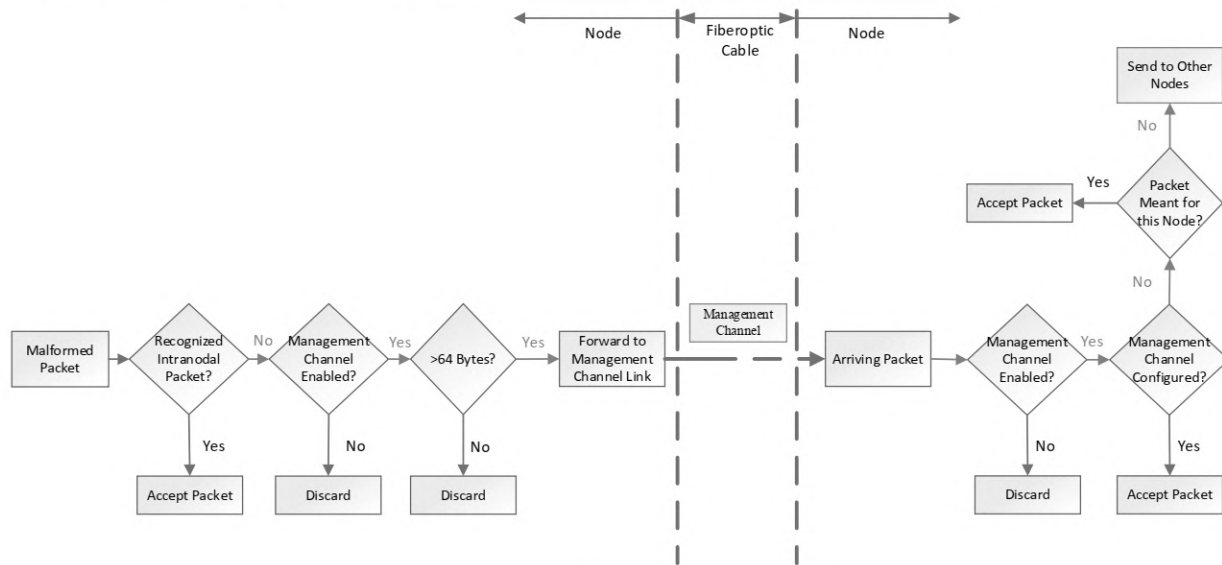 Node
Fiberoptic
Cable
Node
Send to Other
Nodes
No
Yes
Accept Packet
Packet
Meant for
this Node?
No
Malformed
Packet
Recognized
Intranodal
Packet?
No
Management
Channel
Enabled?
Yes
>64 Bytes?
Yes
Forward to
Management
Channel Link
Management
Channel
Arriving Packet
Management
Channel
Enabled?
Yes
Management
Channel
Configured?
Yes
No
No
No
Yes
Accept Packet
Discard
Discard
Discard
Accept Packet